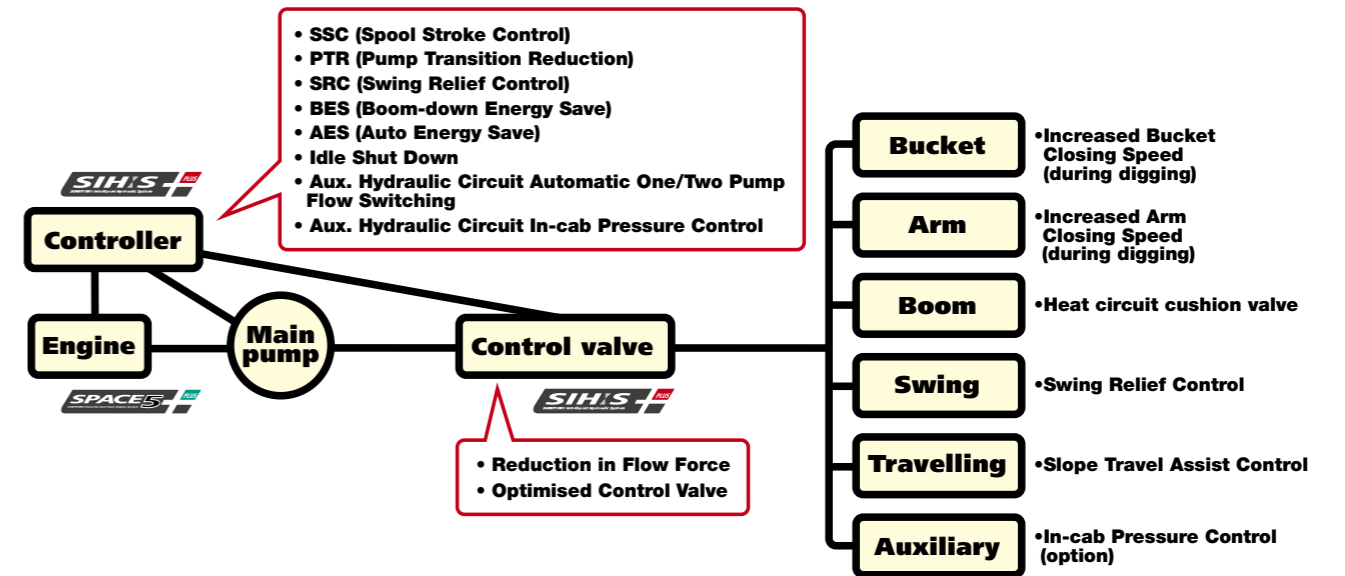 • SSC (Spool Stroke Control)
• PTR (Pump Transition Reduction)
• SRC (Swing Relief Control)
• BES (Boom-down Energy Save)
• AES (Auto Energy Save)
• Idle Shut Down
• Aux. Hydraulic Circuit Automatic One/Two Pump
Flow Switching
• Aux. Hydraulic Circuit In-cab Pressure Control
SIH:S PLUS
Controller
Engine
SPACE5 PLUS
Main
pump
Control valve
SIH:S PLUS
• Reduction in Flow Force
• Optimised Control Valve
Bucket
•Increased Bucket
Closing Speed
(during digging)
Arm
•Increased Arm
Closing Speed
(during digging)
Boom
•Heat circuit cushion valve
Swing
•Swing Relief Control
Travelling
•Slope Travel Assist Control
Auxiliary
•In-cab Pressure Control
(option)